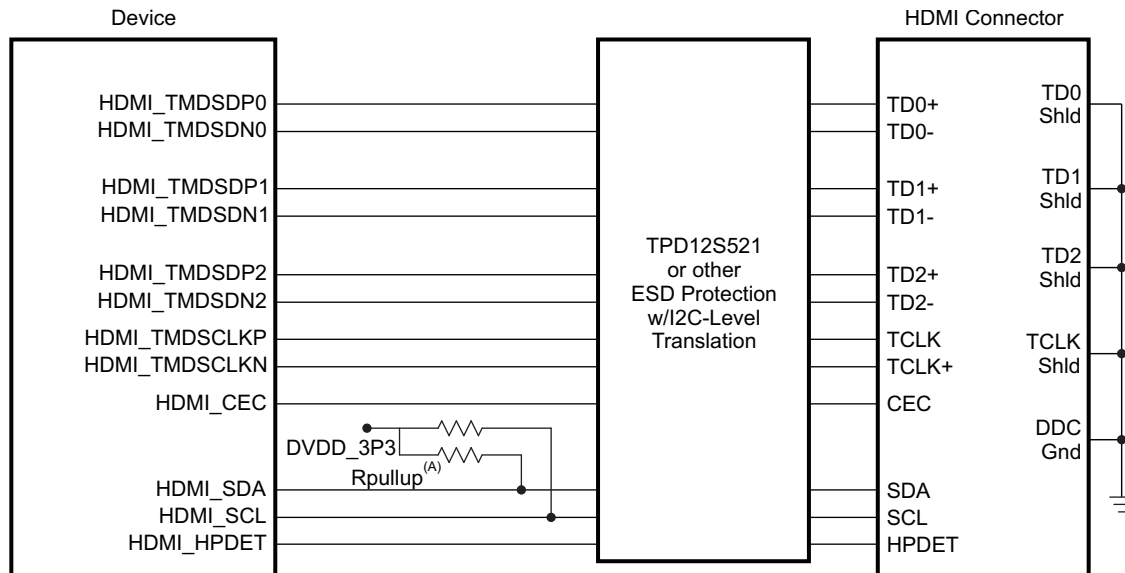 Device
HDMI Connector
HDMI_TMDSDP0
HDMI_TMDSDN0
HDMI_TMDSDP1
HDMI_TMDSDN1
HDMI_TMDSDP2
HDMI_TMDSDN2
HDMI_TMDSCLKP
HDMI_TMDSCLKN
HDMI_CEC
DVDD_3P3
Rpullup(A)
HDMI_SDA
HDMI_SCL
HDMI_HPDET
TPD12S521
or other
ESD Protection
w/I2C-Level
Translation
TD0+
TD0-
TD1+
TD1-
TD2+
TD2-
TCLK
TCLK+
CEC
SDA
SCL
HPDET
TD0
Shld
TD1
Shld
TD2
Shld
TCLK
Shld
DDC
Gnd